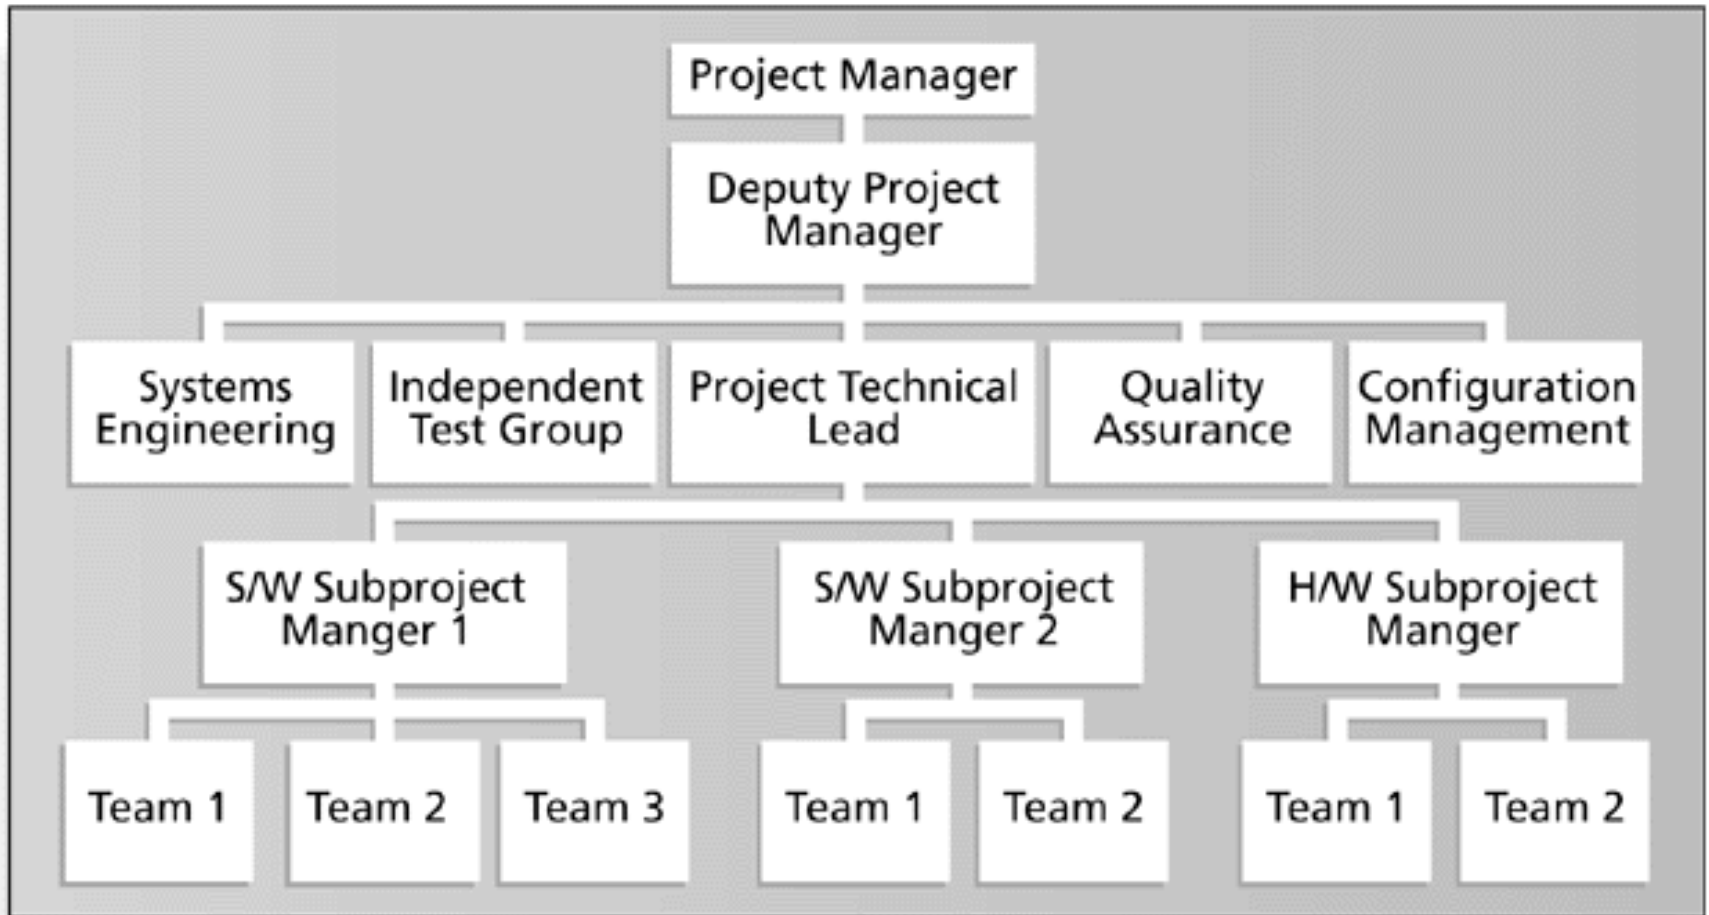 Project Manager
Deputy Project
Manager
Systems
Engineering
Independent
Test Group
Project Technical
Lead
Quality
Assurance
Configuration
Management
S/W Subproject
Manger 1
S/W Subproject
Manger 2
H/W Subproject
Manger
Team 1
Team 2
Team 3
Team 1
Team 2
Team 1
Team 2